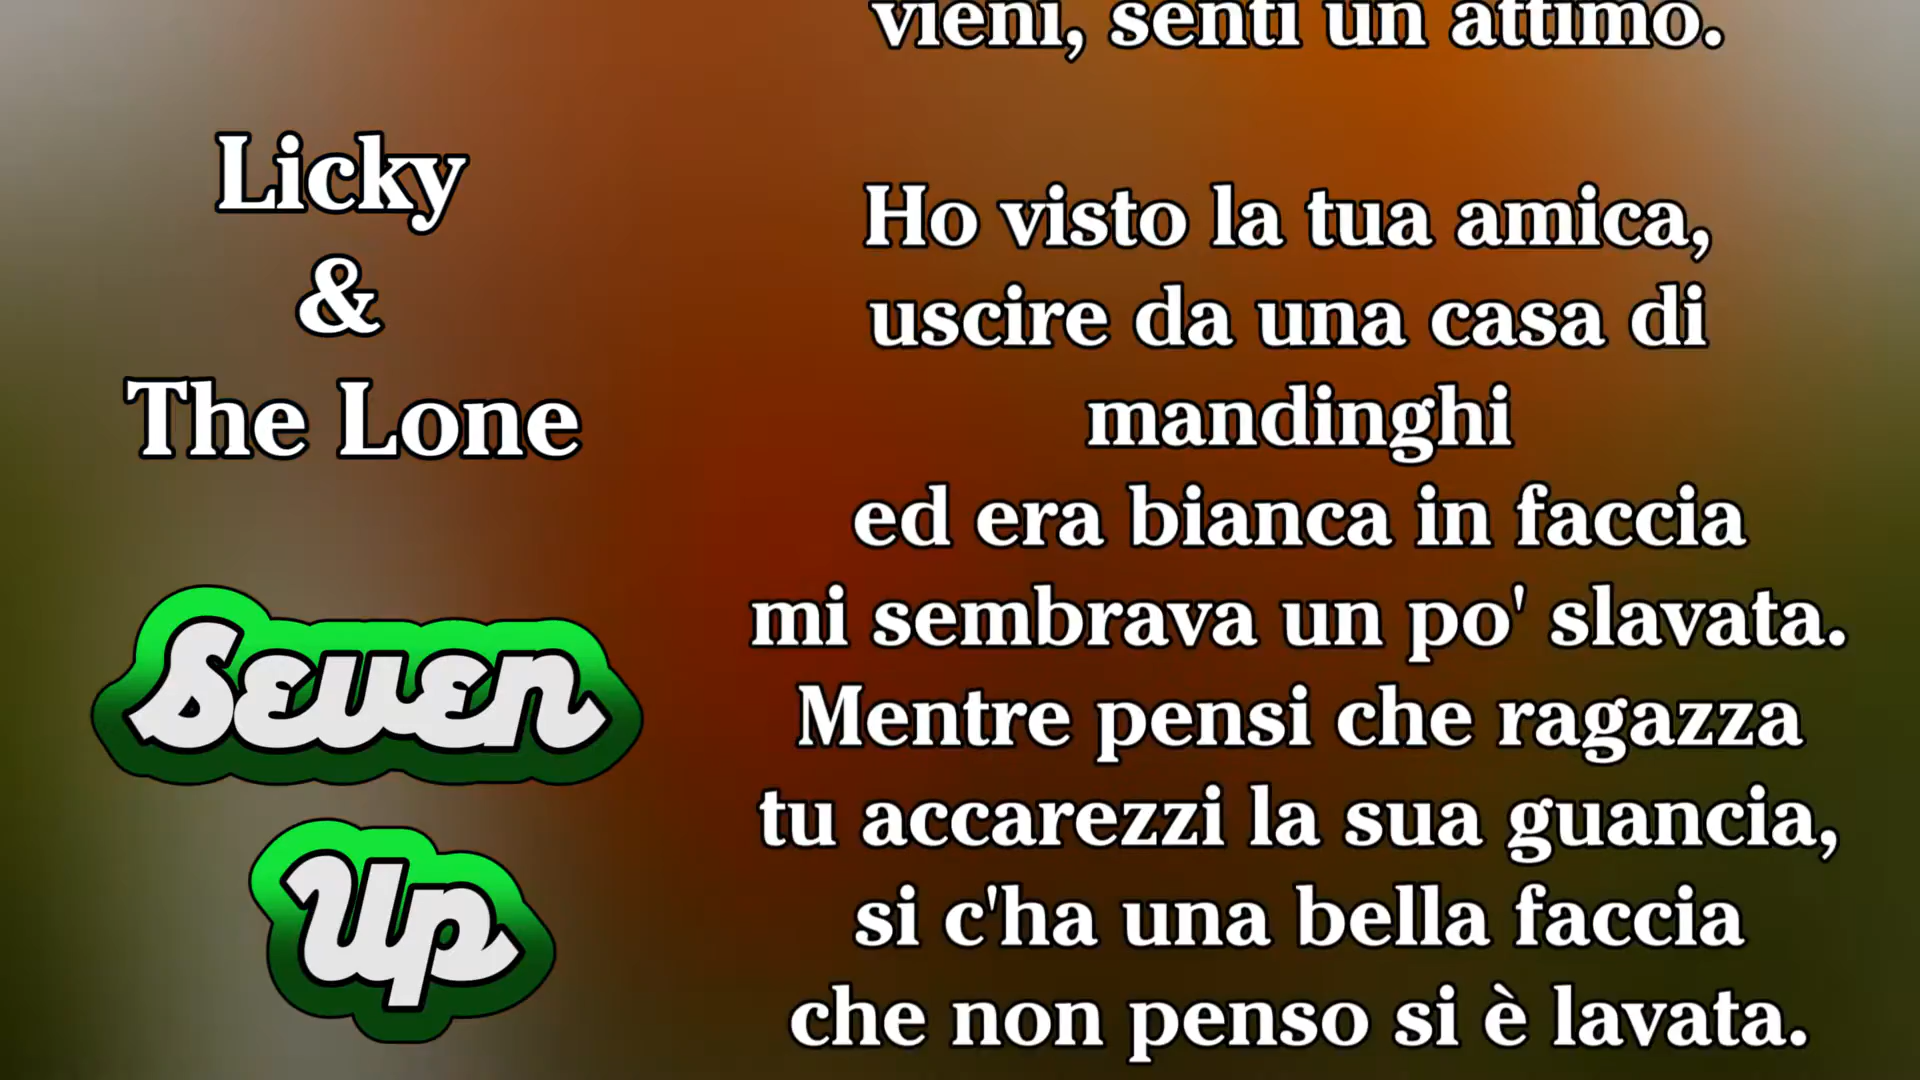 Licky
&
The Lone
Seven
Up
vieni, senti un attimo.
Ho visto la tua amica,
uscire da una casa di
mandinghi
ed era bianca in faccia
mi sembrava un po' slavata.
Mentre pensi che ragazza
tu accarezzi la sua guancia,
si c'ha una bella faccia
che non penso si è lavata.